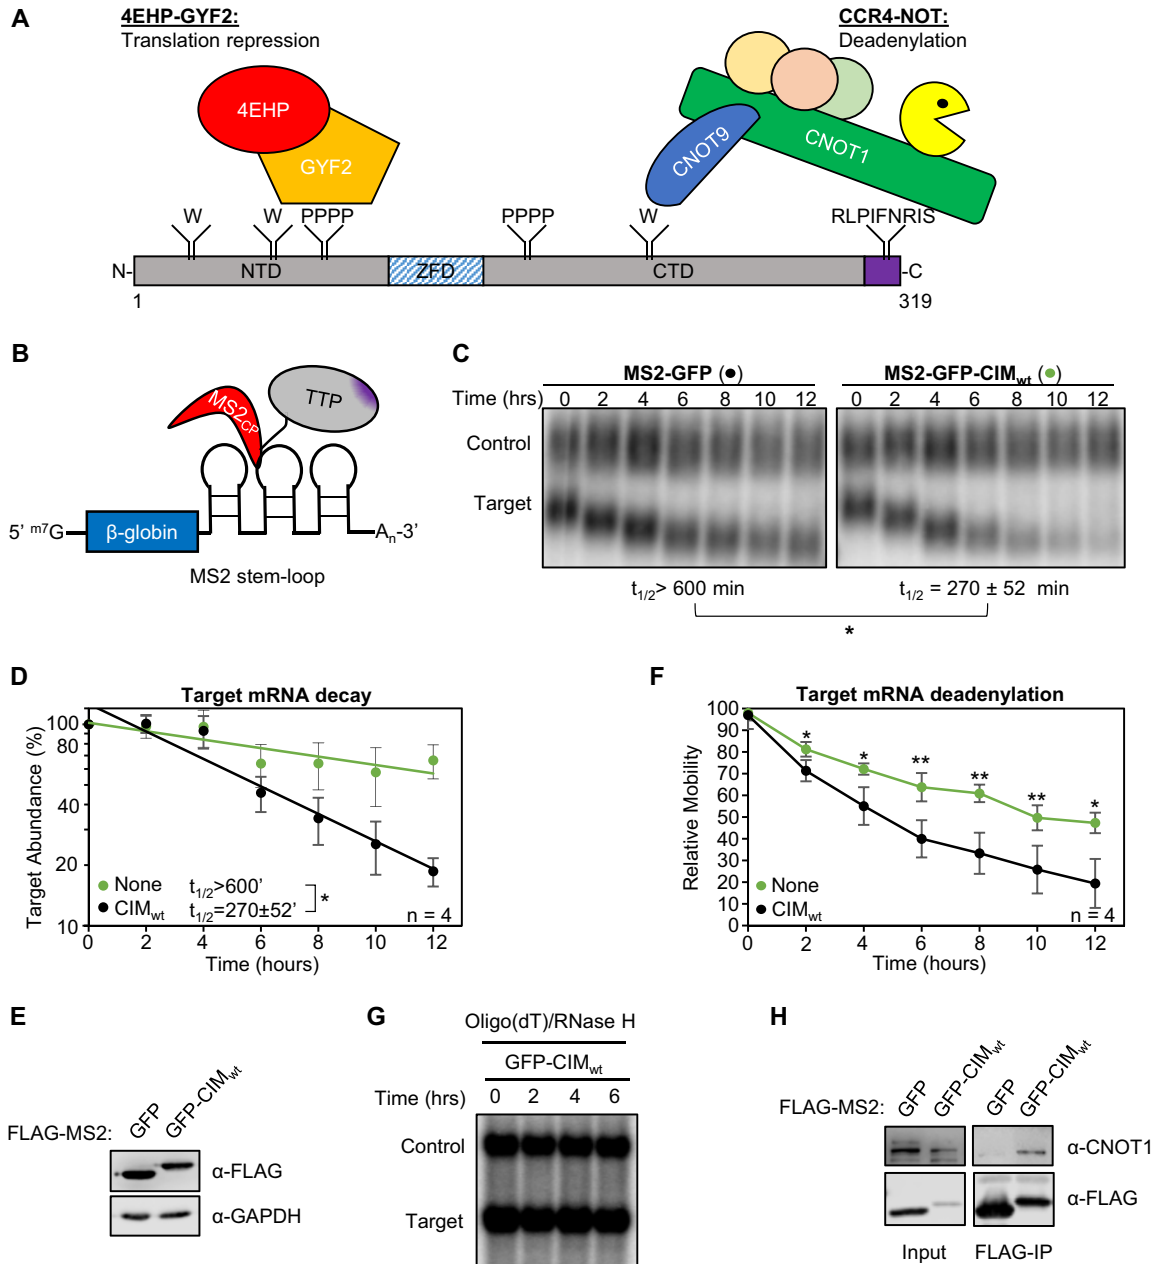 A
4EHP-GYF2:
Translation repression
CCR4-NOT:
Deadenylation
4EHP
GYF2
CNOT9
CNOT1
W
W
PPPP
PPPP
W
RLPIFNRIS
N-
NTD
ZFD
CTD
-C
1
319
B
MS2CP
TTP
5' m7G
β-globin
An-3'
MS2 stem-loop
C
MS2-GFP (●)
MS2-GFP-CIMwt (●)
Time (hrs)
0 2 4 6 8 10 12
0 2 4 6 8 10 12
Control
Target
t1/2> 600 min
t1/2 = 270 ± 52 min
*
D
Target mRNA decay
Target Abundance (%)
100
80
40
20
10
None
CIMwt
t1/2>600'
t1/2=270±52'
*
n = 4
0 2 4 6 8 10 12
Time (hours)
F
Target mRNA deadenylation
Relative Mobility
100
90
80
70
60
50
40
30
20
10
0
* * ** ** ** *
None
CIMwt
n = 4
0 2 4 6 8 10 12
Time (hours)
E
FLAG-MS2:
GFP
GFP-CIMwt
α-FLAG
α-GAPDH
G
Oligo(dT)/RNase H
GFP-CIMwt
Time (hrs)
0 2 4 6
Control
Target
H
FLAG-MS2:
GFP
GFP-CIMwt
GFP
GFP-CIMwt
α-CNOT1
α-FLAG
Input
FLAG-IP